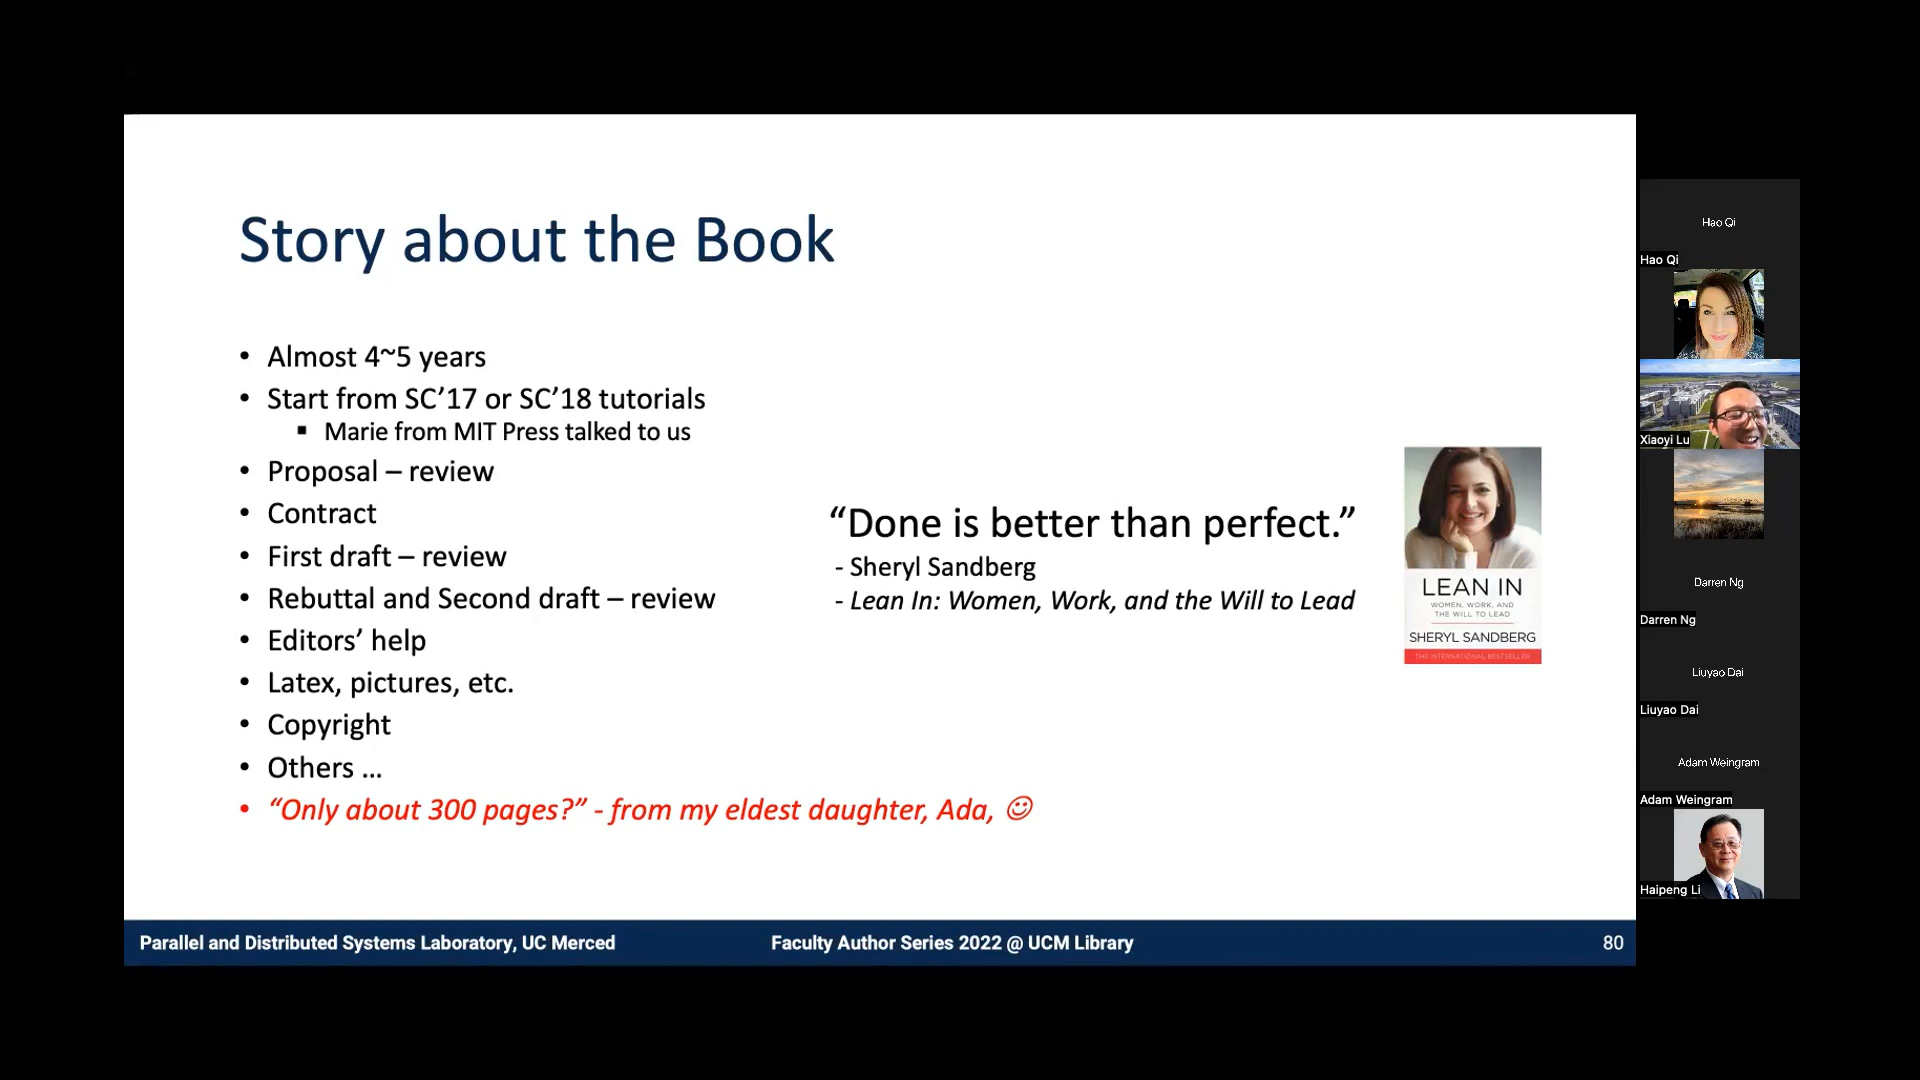 Story about the Book
• Almost 4~5 years
• Start from SC’17 or SC’18 tutorials
▪ Marie from MIT Press talked to us
• Proposal – review
• Contract
• First draft – review
• Rebuttal and Second draft – review
• Editors’ help
• Latex, pictures, etc.
• Copyright
• Others ...
• “Only about 300 pages?” - from my eldest daughter, Ada, ☺
“Done is better than perfect.”
- Sheryl Sandberg
- Lean In: Women, Work, and the Will to Lead
LEAN IN
WOMEN, WORK, AND
THE WILL TO LEAD
SHERYL SANDBERG
THE INTERNATIONAL BESTSELLER
Parallel and Distributed Systems Laboratory, UC Merced
Faculty Author Series 2022 @ UCM Library
80
Hao Qi
Hao Qi
Xiaoyi Lu
Darren Ng
Darren Ng
Liuyao Dai
Liuyao Dai
Adam Weingram
Adam Weingram
Haipeng Li